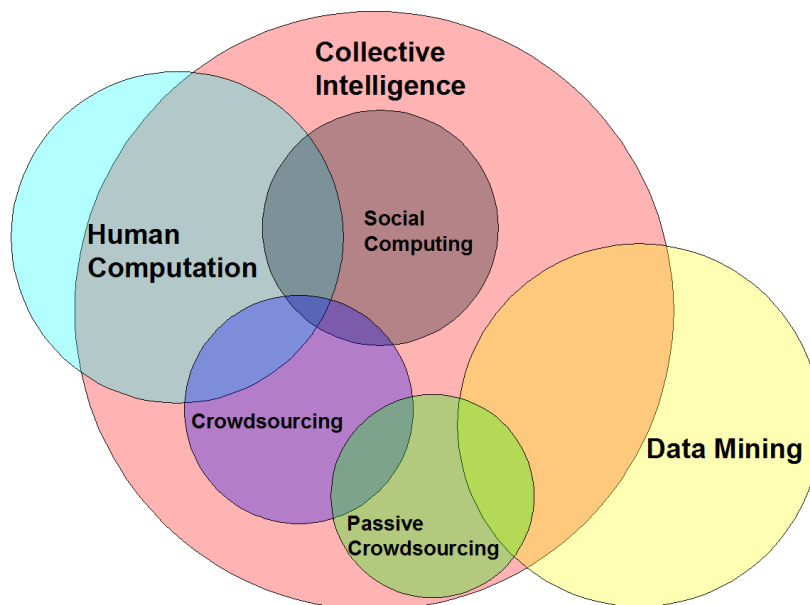 Collective
Intelligence
Social
Computing
Human
Computation
Crowdsourcing
Data Mining
Passive
Crowdsourcing